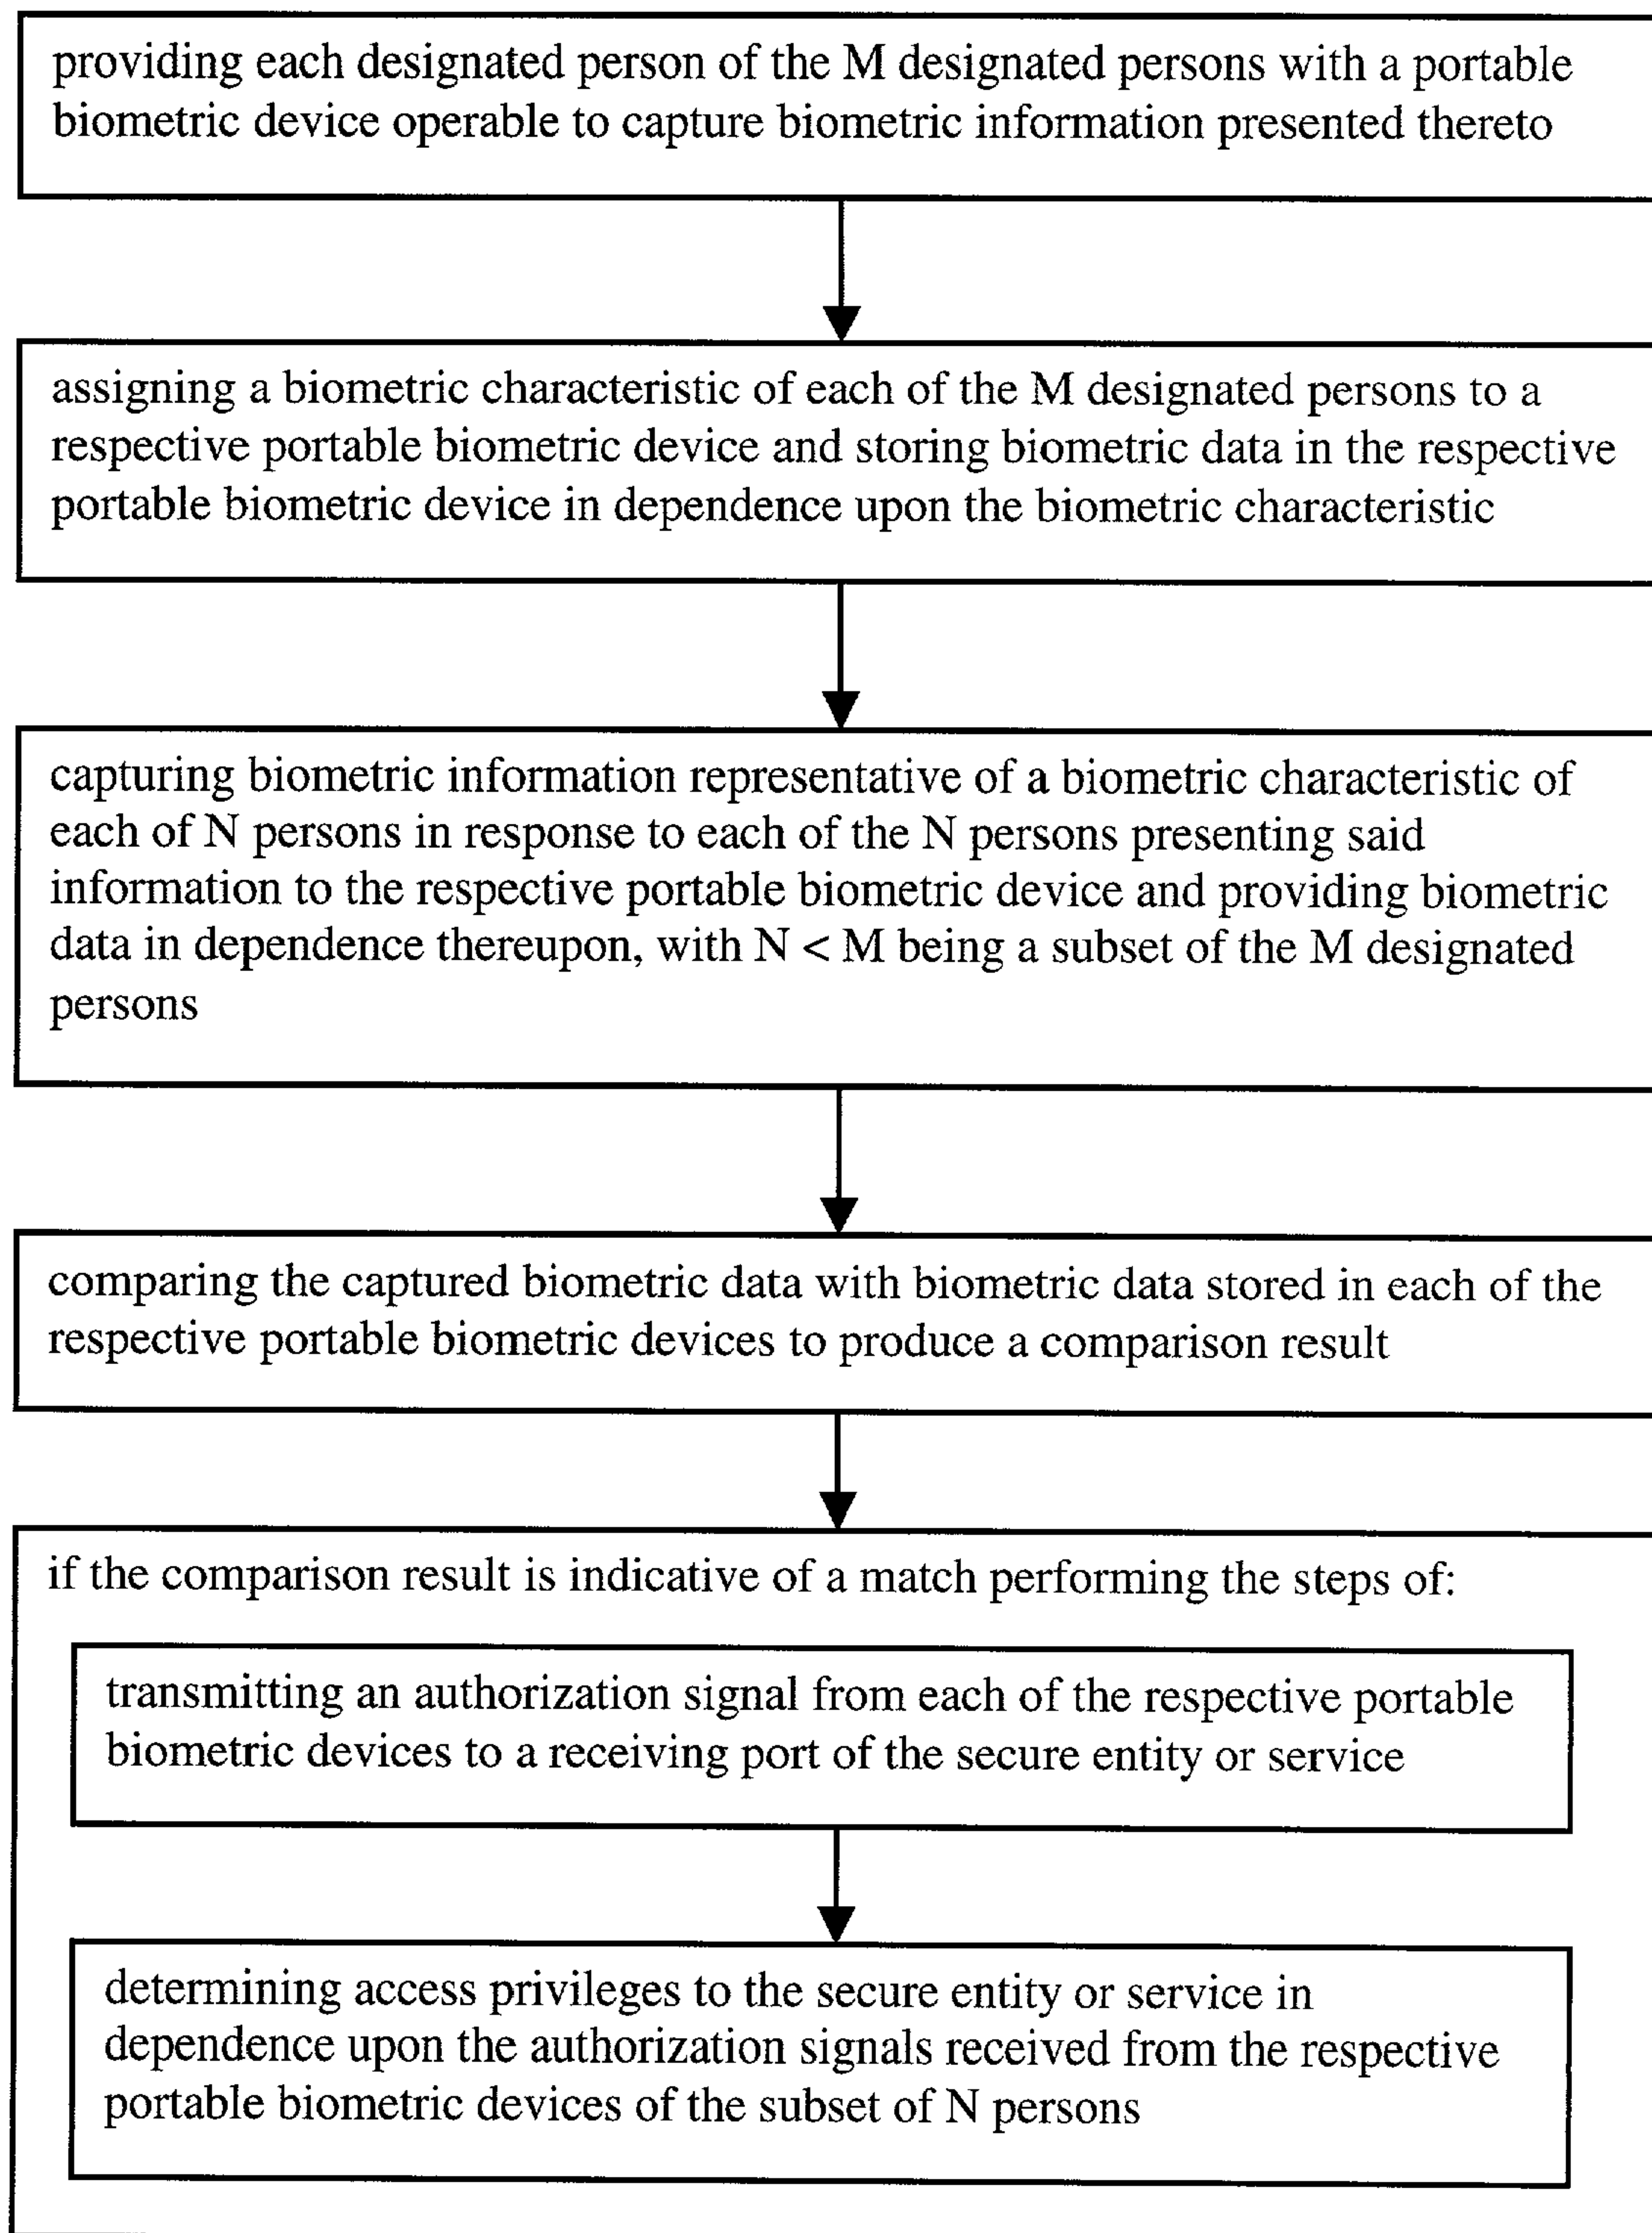 providing each designated person of the M designated persons with a portable
biometric device operable to capture biometric information presented thereto
assigning a biometric characteristic of each of the M designated persons to a
respective portable biometric device and storing biometric data in the respective
portable biometric device in dependence upon the biometric characteristic
capturing biometric information representative of a biometric characteristic of
each of N persons in response to each of the N persons presenting said
information to the respective portable biometric device and providing biometric
data in dependence thereupon, with N < M being a subset of the M designated
persons
comparing the captured biometric data with biometric data stored in each of the
respective portable biometric devices to produce a comparison result
if the comparison result is indicative of a match performing the steps of:
transmitting an authorization signal from each of the respective portable
biometric devices to a receiving port of the secure entity or service
determining access privileges to the secure entity or service in
dependence upon the authorization signals received from the respective
portable biometric devices of the subset of N persons